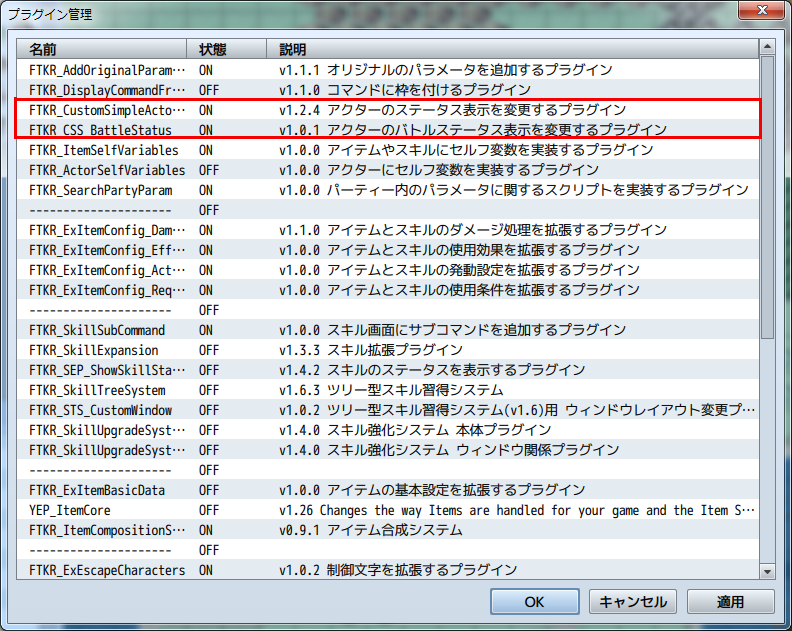 プラグイン管理
名前 状態 説明
FTKR_AddOriginalParam… ON v1.1.1 オリジナルのパラメータを追加するプラグイン
FTKR_DisplayCommandFr… OFF v1.1.0 コマンドに枠を付けるプラグイン
FTKR_CustomSimpleActo… ON v1.2.4 アクターのステータス表示を変更するプラグイン
FTKR_CSS_BattleStatus ON v1.0.1 アクターのバトルステータス表示を変更するプラグイン
FTKR_ItemSelfVariables ON v1.0.0 アイテムやスキルにセルフ変数を実装するプラグイン
FTKR_ActorSelfVariables OFF v1.0.0 アクターにセルフ変数を実装するプラグイン
FTKR_SearchPartyParam ON v1.0.0 パーティー内のパラメータに関するスクリプトを実装するプラグイン
--------------------- OFF
FTKR_ExItemConfig_Dam… ON v1.1.0 アイテムとスキルのダメージ処理を拡張するプラグイン
FTKR_ExItemConfig_Eff… ON v1.0.0 アイテムとスキルの使用効果を拡張するプラグイン
FTKR_ExItemConfig_Act… ON v1.0.0 アイテムとスキルの発動設定を拡張するプラグイン
FTKR_ExItemConfig_Req… ON v1.0.0 アイテムとスキルの使用条件を拡張するプラグイン
--------------------- OFF
FTKR_SkillSubCommand ON v1.0.0 スキル画面にサブコマンドを追加するプラグイン
FTKR_SkillExpansion OFF v1.3.3 スキル拡張プラグイン
FTKR_SEP_ShowSkillSta… OFF v1.4.2 スキルのステータスを表示するプラグイン
FTKR_SkillTreeSystem OFF v1.6.3 ツリー型スキル習得システム
FTKR_STS_CustomWindow OFF v1.0.2 ツリー型スキル習得システム(v1.6)用 ウィンドウレイアウト変更プ…
FTKR_SkillUpgradeSyst… OFF v1.4.0 スキル強化システム 本体プラグイン
FTKR_SkillUpgradeSyst… OFF v1.4.0 スキル強化システム ウィンドウ関係プラグイン
--------------------- OFF
FTKR_ExItemBasicData OFF v1.0.0 アイテムの基本設定を拡張するプラグイン
YEP_ItemCore OFF v1.26 Changes the way Items are handled for your game and the Item S…
FTKR_ItemCompositionS… ON v0.9.1 アイテム合成システム
--------------------- OFF
FTKR_ExEscapeCharacters ON v1.0.2 制御文字を拡張するプラグイン
OK キャンセル 適用